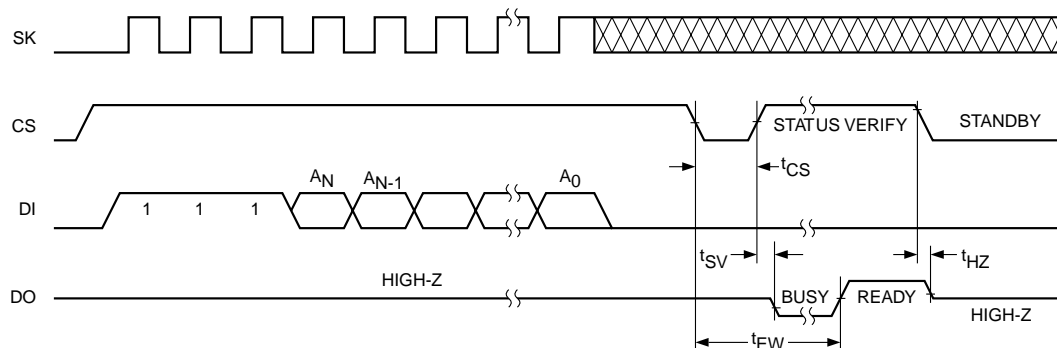 SK
CS
STATUS VERIFY
STANDBY
tCS
DI
1 1 1
AN
AN-1
A0
tSV
tHZ
DO
HIGH-Z
BUSY
READY
HIGH-Z
tEW